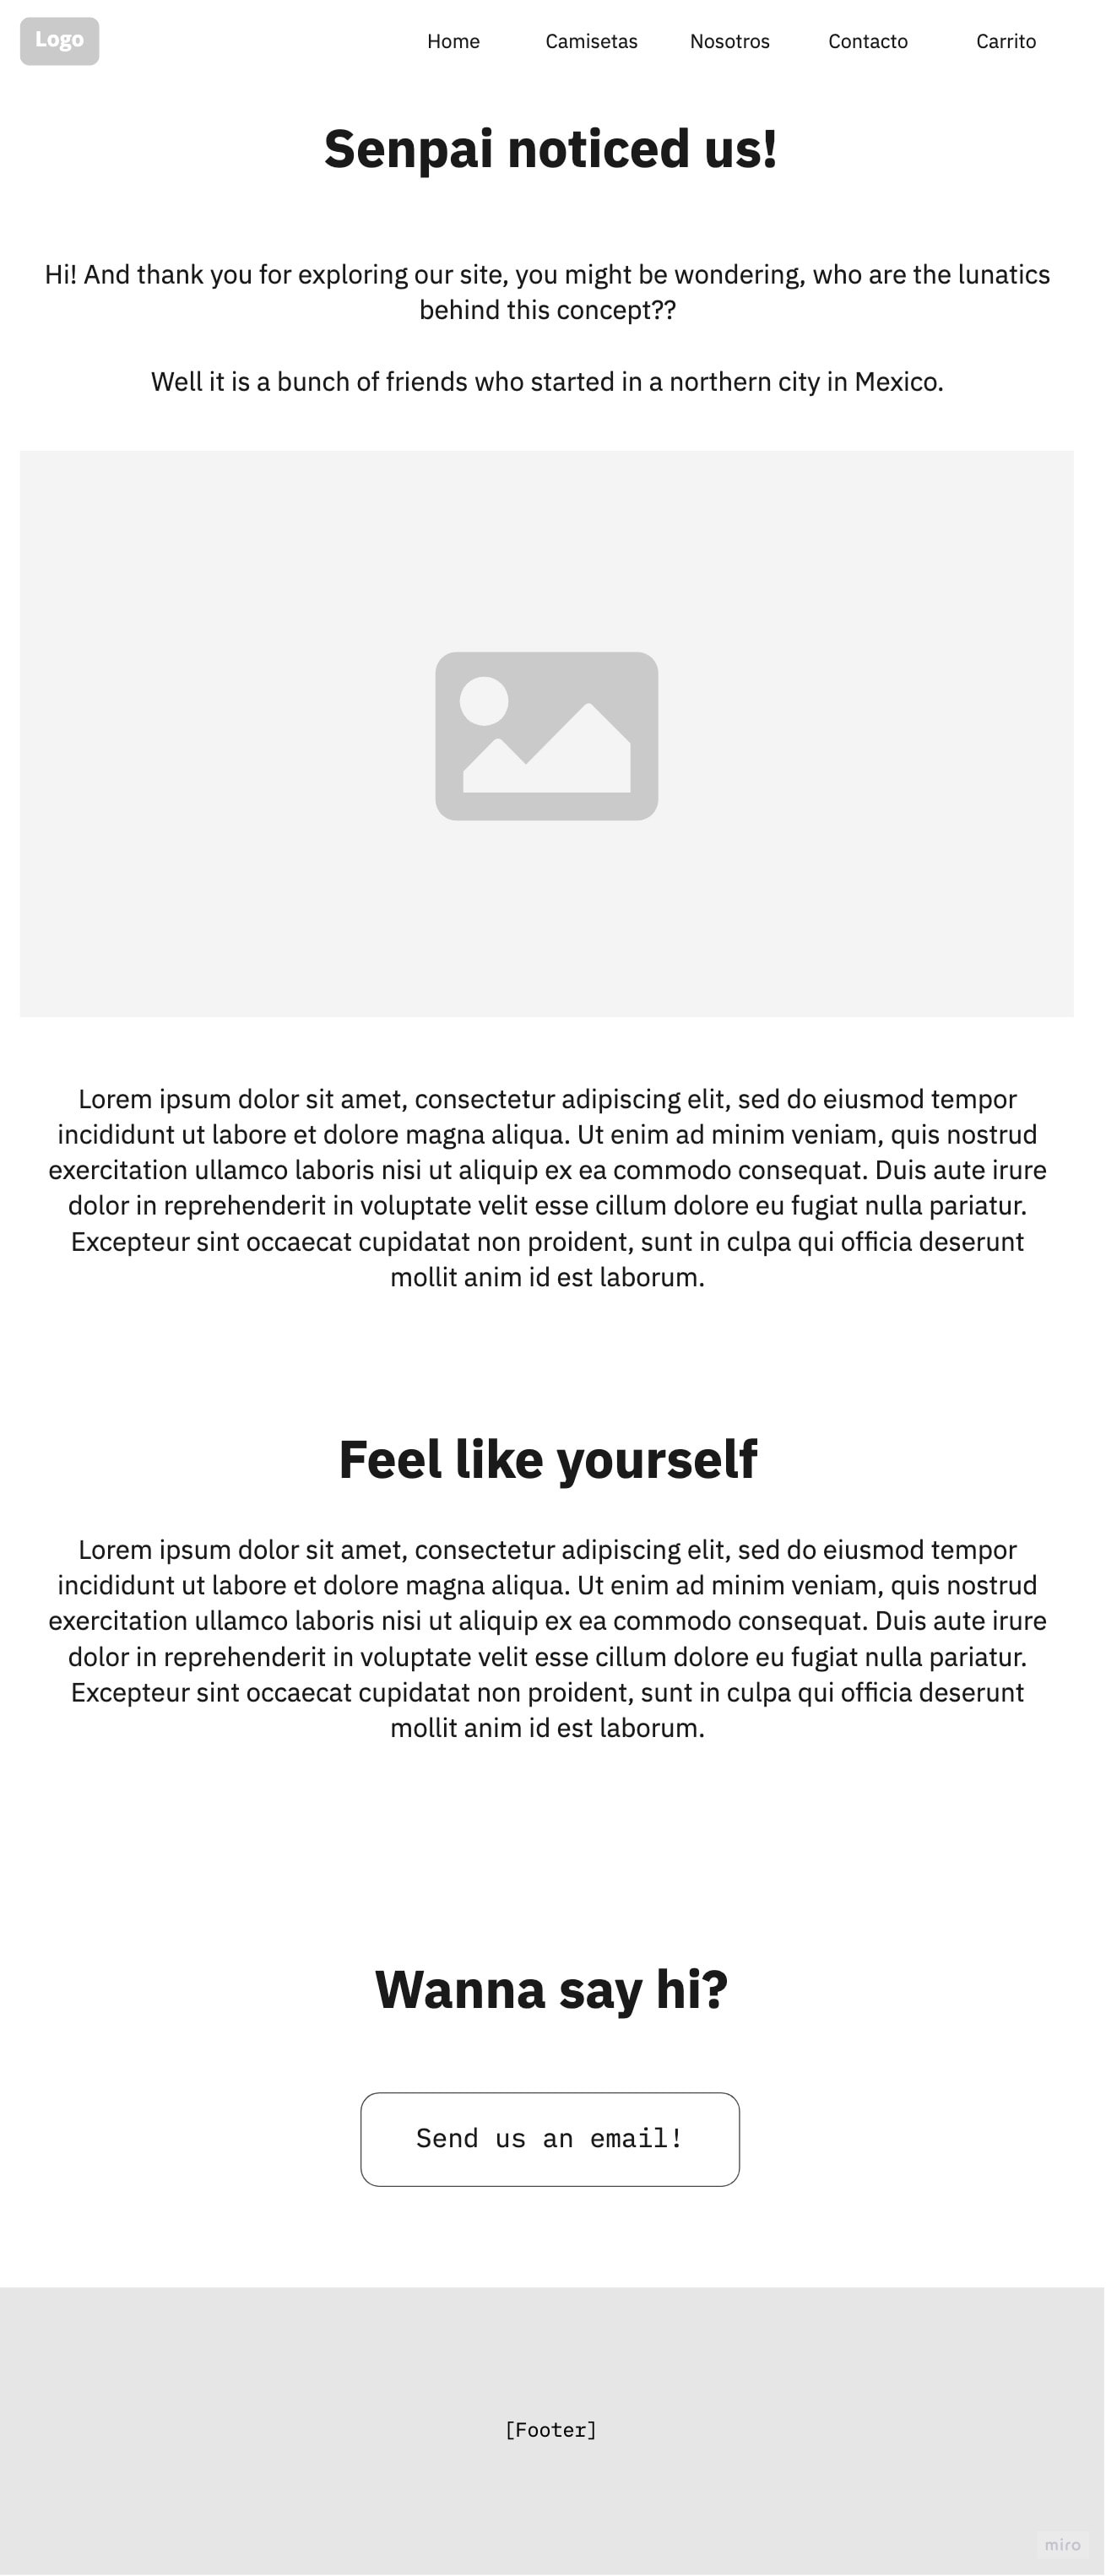 Logo
Home Camisetas Nosotros Contacto Carrito
Senpai noticed us!
Hi! And thank you for exploring our site, you might be wondering, who are the lunatics
behind this concept??
Well it is a bunch of friends who started in a northern city in Mexico.
Lorem ipsum dolor sit amet, consectetur adipiscing elit, sed do eiusmod tempor
incididunt ut labore et dolore magna aliqua. Ut enim ad minim veniam, quis nostrud
exercitation ullamco laboris nisi ut aliquip ex ea commodo consequat. Duis aute irure
dolor in reprehenderit in voluptate velit esse cillum dolore eu fugiat nulla pariatur.
Excepteur sint occaecat cupidatat non proident, sunt in culpa qui officia deserunt
mollit anim id est laborum.
Feel like yourself
Lorem ipsum dolor sit amet, consectetur adipiscing elit, sed do eiusmod tempor
incididunt ut labore et dolore magna aliqua. Ut enim ad minim veniam, quis nostrud
exercitation ullamco laboris nisi ut aliquip ex ea commodo consequat. Duis aute irure
dolor in reprehenderit in voluptate velit esse cillum dolore eu fugiat nulla pariatur.
Excepteur sint occaecat cupidatat non proident, sunt in culpa qui officia deserunt
mollit anim id est laborum.
Wanna say hi?
Send us an email!
[Footer]
miro